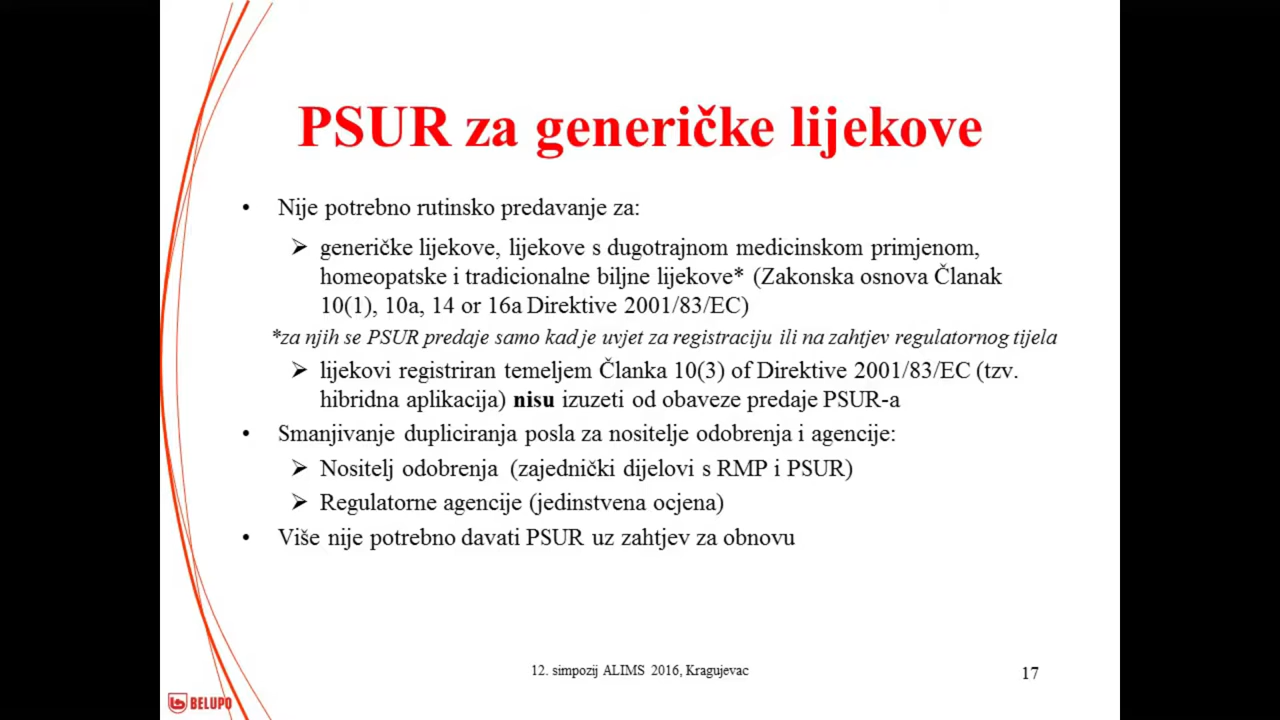 PSUR za generičke lijekove
• Nije potrebno rutinsko predavanje za:
➢ generičke lijekove, lijekove s dugotrajnom medicinskom primjenom,
homeopatske i tradicionalne biljne lijekove* (Zakonska osnova Članak
10(1), 10a, 14 or 16a Direktive 2001/83/EC)
*za njih se PSUR predaje samo kad je uvjet za registraciju ili na zahtjev regulatornog tijela
➢ lijekovi registriran temeljem Članka 10(3) of Direktive 2001/83/EC (tzv.
hibridna aplikacija) nisu izuzeti od obaveze predaje PSUR-a
• Smanjivanje dupliciranja posla za nositelje odobrenja i agencije:
➢ Nositelj odobrenja (zajednički dijelovi s RMP i PSUR)
➢ Regulatorne agencije (jedinstvena ocjena)
• Više nije potrebno davati PSUR uz zahtjev za obnovu
12. simpozij ALIMS 2016, Kragujevac
17
BELUPO